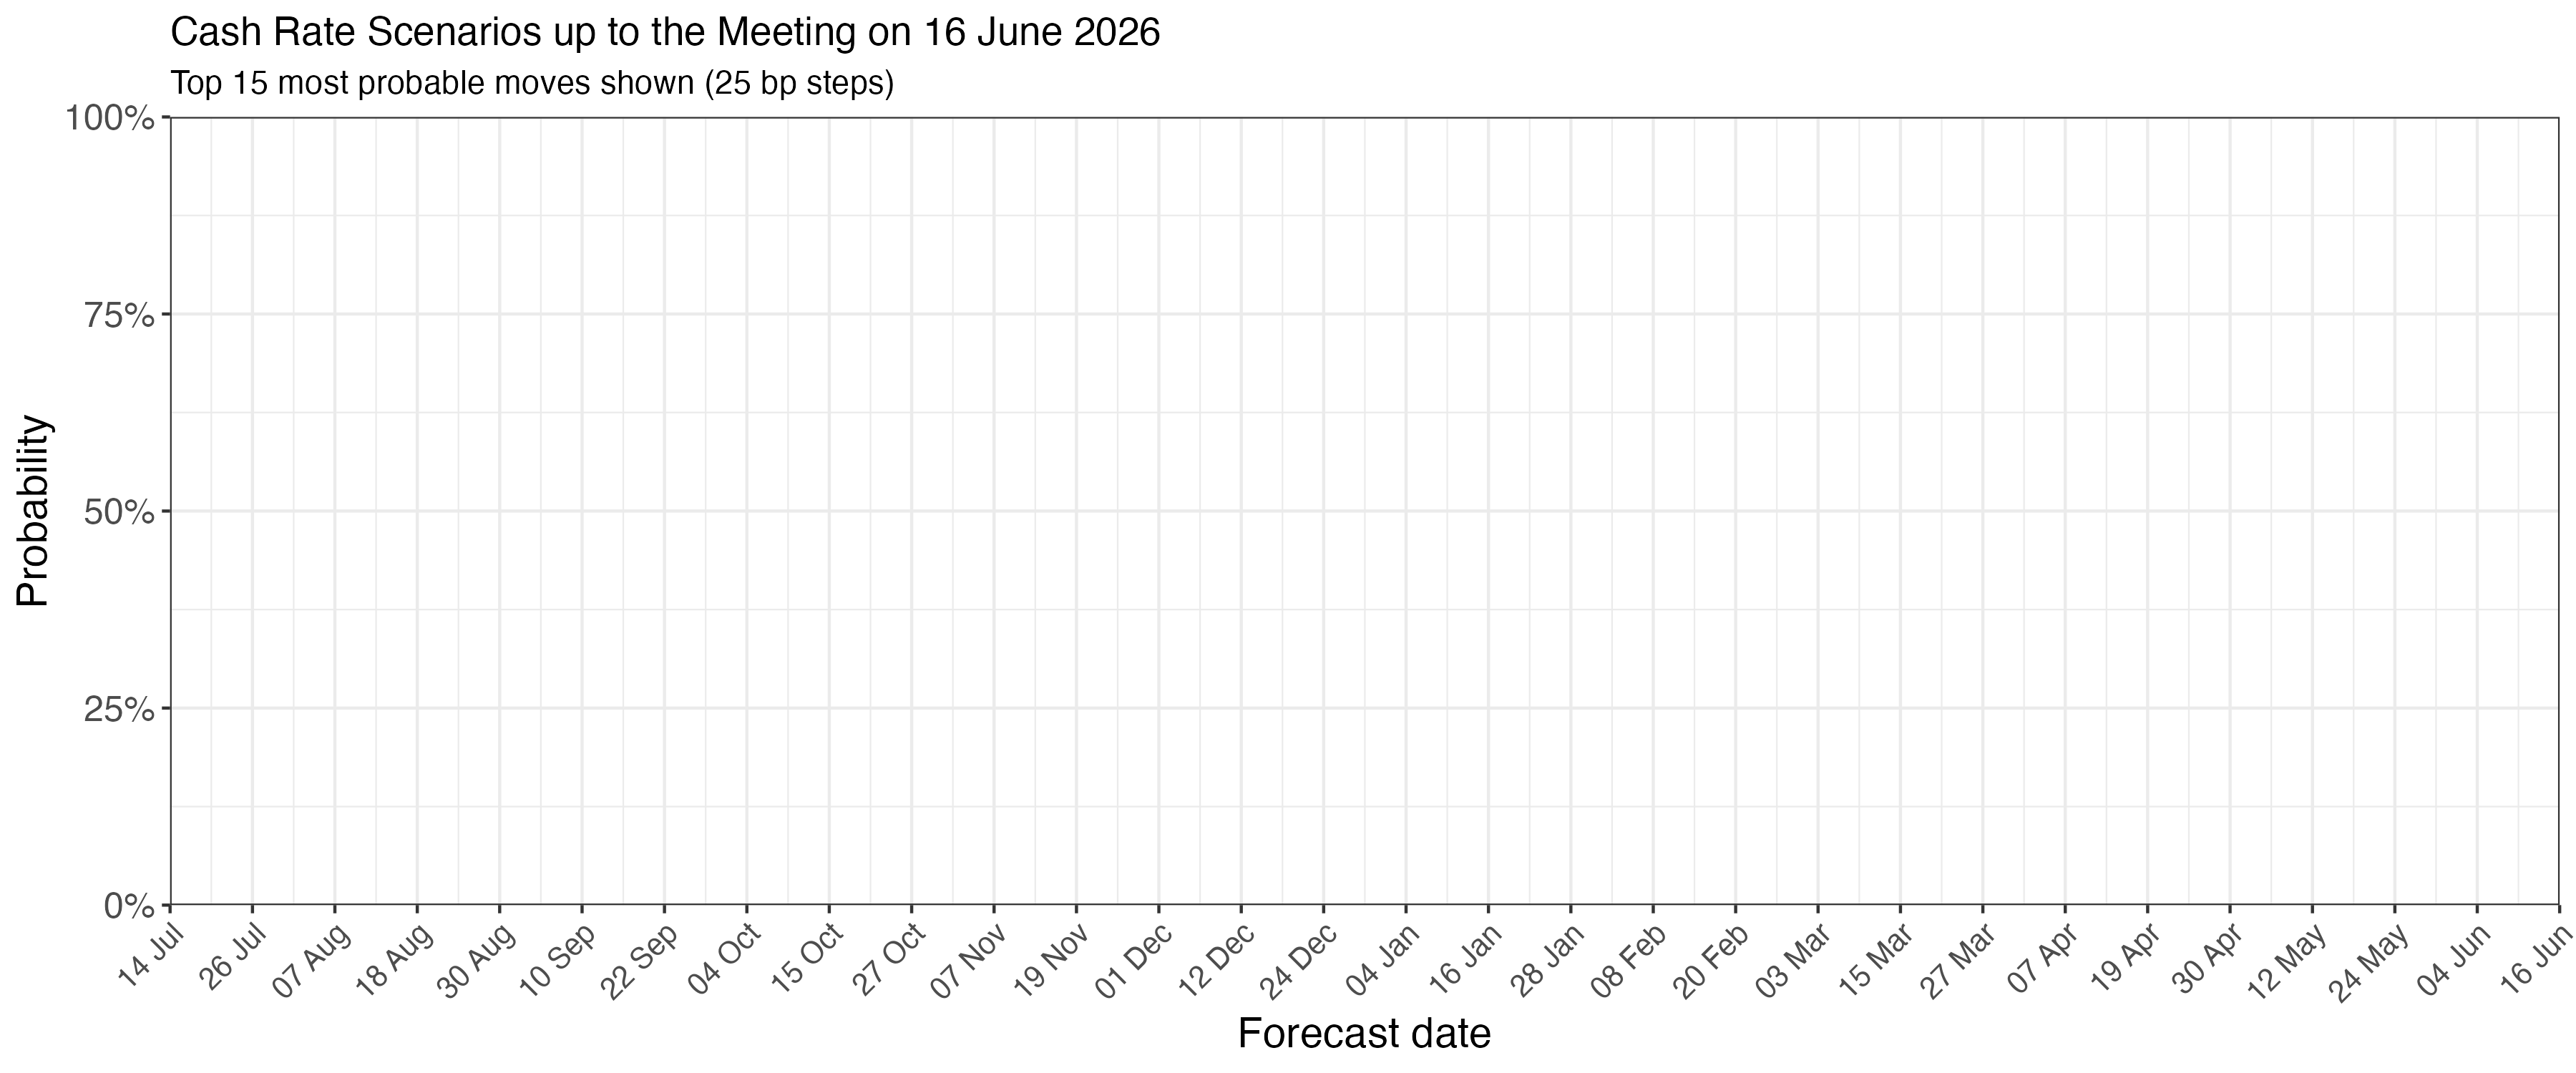 Cash Rate Scenarios up to the Meeting on 16 June 2026
Top 15 most probable moves shown (25 bp steps)
100%
75%
50%
25%
0%
Probability
14 Jul
26 Jul
07 Aug
18 Aug
30 Aug
10 Sep
22 Sep
04 Oct
15 Oct
27 Oct
07 Nov
19 Nov
01 Dec
12 Dec
24 Dec
04 Jan
16 Jan
28 Jan
08 Feb
20 Feb
03 Mar
15 Mar
27 Mar
07 Apr
19 Apr
30 Apr
12 May
24 May
04 Jun
16 Jun
Forecast date